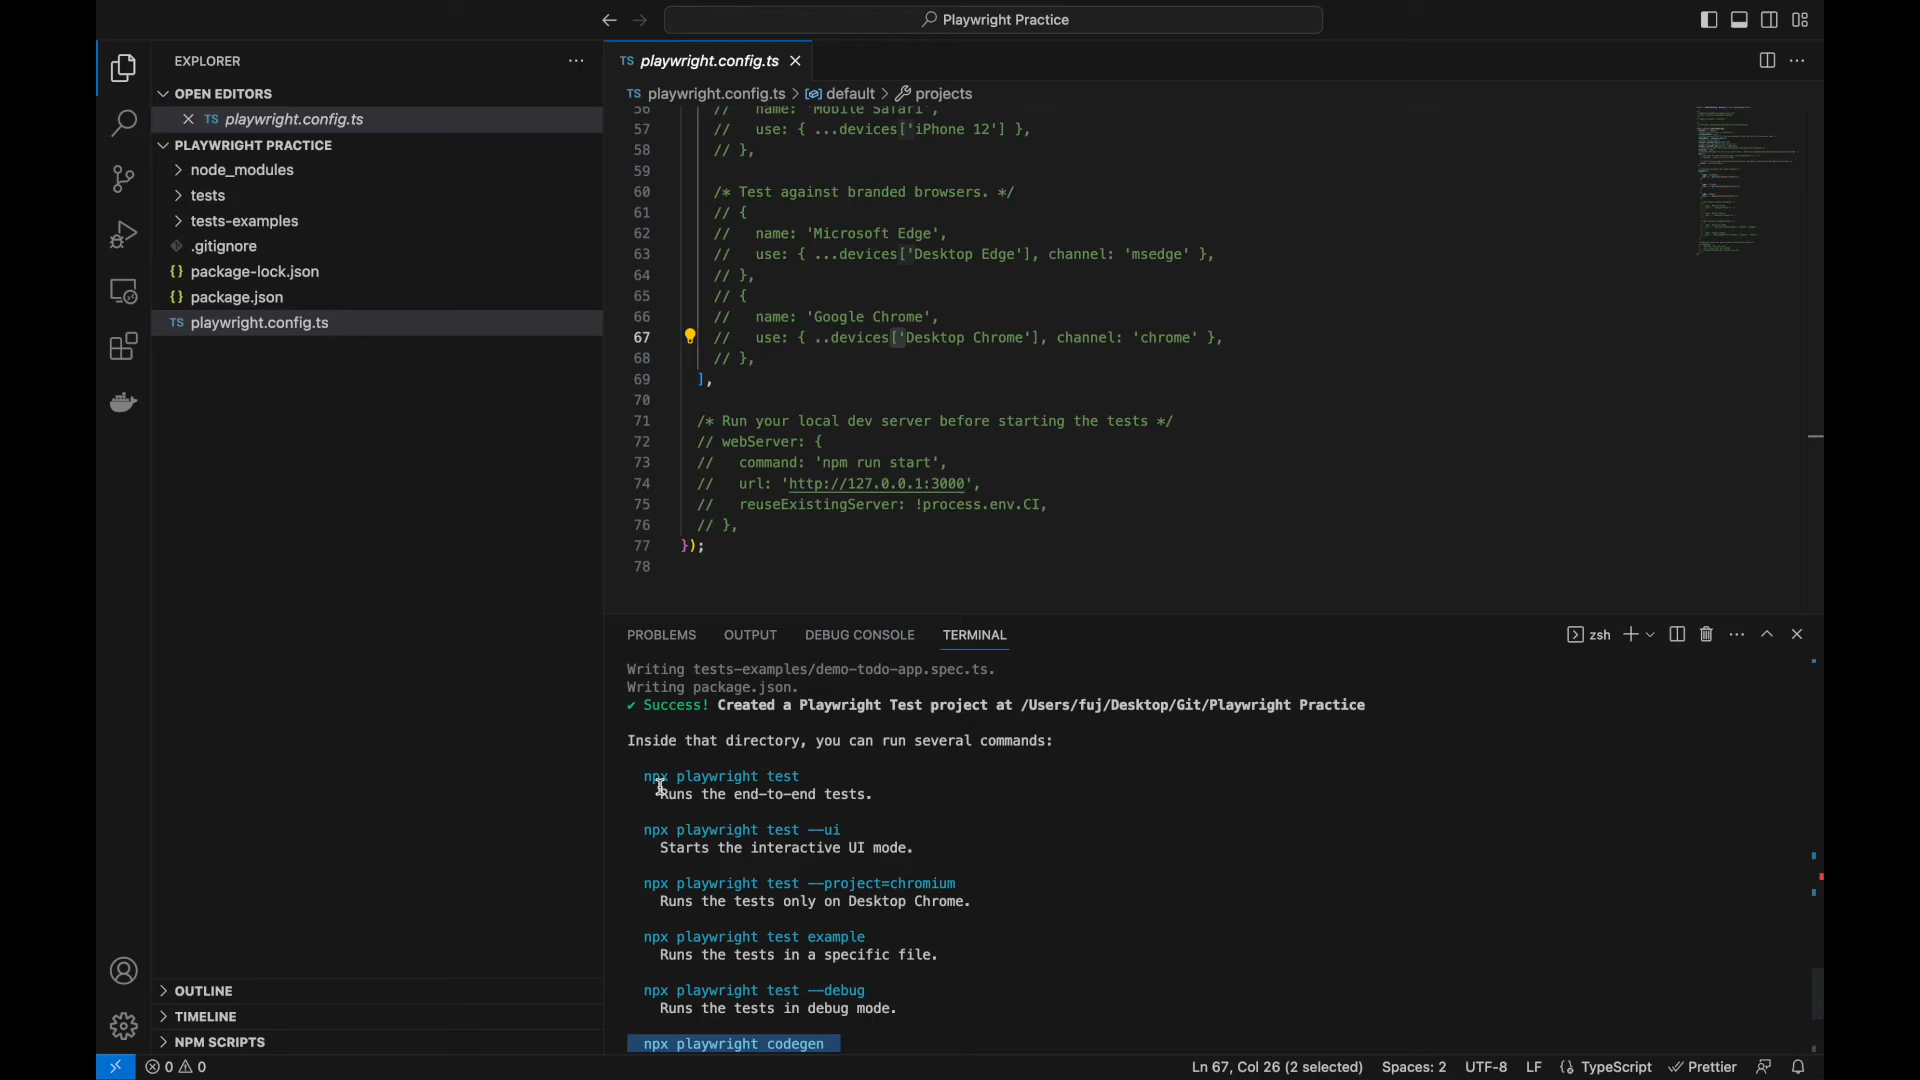 Playwright Practice
EXPLORER
OPEN EDITORS
TS playwright.config.ts
PLAYWRIGHT PRACTICE
node_modules
tests
tests-examples
.gitignore
{} package-lock.json
{} package.json
TS playwright.config.ts
OUTLINE
TIMELINE
NPM SCRIPTS
TS playwright.config.ts
TS playwright.config.ts > default > projects
56 // name: 'Mobile Safari',
57 // use: { ...devices['iPhone 12'] },
58 // },
59
60 /* Test against branded browsers. */
61 // {
62 // name: 'Microsoft Edge',
63 // use: { ...devices['Desktop Edge'], channel: 'msedge' },
64 // },
65 // {
66 // name: 'Google Chrome',
67 // use: { ..devices['Desktop Chrome'], channel: 'chrome' },
68 // },
69 ],
70
71 /* Run your local dev server before starting the tests */
72 // webServer: {
73 // command: 'npm run start',
74 // url: 'http://127.0.0.1:3000',
75 // reuseExistingServer: !process.env.CI,
76 // },
77 });
78
PROBLEMS OUTPUT DEBUG CONSOLE TERMINAL
zsh
Writing tests-examples/demo-todo-app.spec.ts.
Writing package.json.
✔ Success! Created a Playwright Test project at /Users/fuj/Desktop/Git/Playwright Practice
Inside that directory, you can run several commands:
npx playwright test
Runs the end-to-end tests.
npx playwright test --ui
Starts the interactive UI mode.
npx playwright test --project=chromium
Runs the tests only on Desktop Chrome.
npx playwright test example
Runs the tests in a specific file.
npx playwright test --debug
Runs the tests in debug mode.
npx playwright codegen
0 0
Ln 67, Col 26 (2 selected) Spaces: 2 UTF-8 LF {} TypeScript Prettier